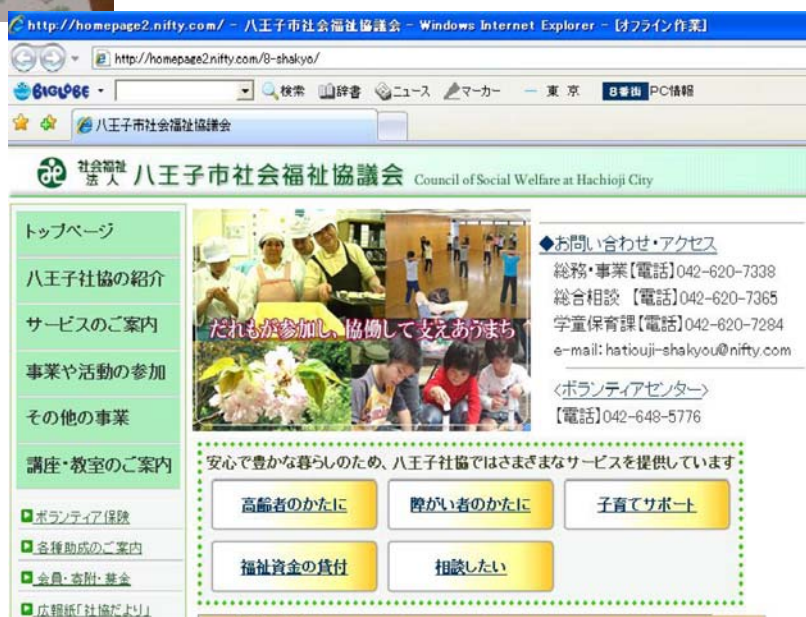 http://homepage2.nifty.com/ - 八王子市社会福祉協議会 - Windows Internet Explorer - [オフライン作業]
http://homepage2.nifty.com/8-shakyo/
BIGLOBE
検索 辞書 ニュース マーカー 東京 8番街 PC情報
八王子市社会福祉協議会
社会福祉法人 八王子市社会福祉協議会 Council of Social Welfare at Hachioji City
トップページ
八王子社協の紹介
サービスのご案内
事業や活動の参加
その他の事業
講座・教室のご案内
ボランティア保険
各種助成のご案内
会員・寄附・基金
広報紙「社協だより」
だれもが参加し、協働して支えあうまち
◆お問い合わせ・アクセス
総務・事業【電話】042-620-7338
総合相談 【電話】042-620-7365
学童保育課【電話】042-620-7284
e-mail:hatiouji-shakyou@nifty.com
<ボランティアセンター>
【電話】042-648-5776
安心で豊かな暮らしのため、八王子社協ではさまざまなサービスを提供しています
高齢者のかたに
障がい者のかたに
子育てサポート
福祉資金の貸付
相談したい